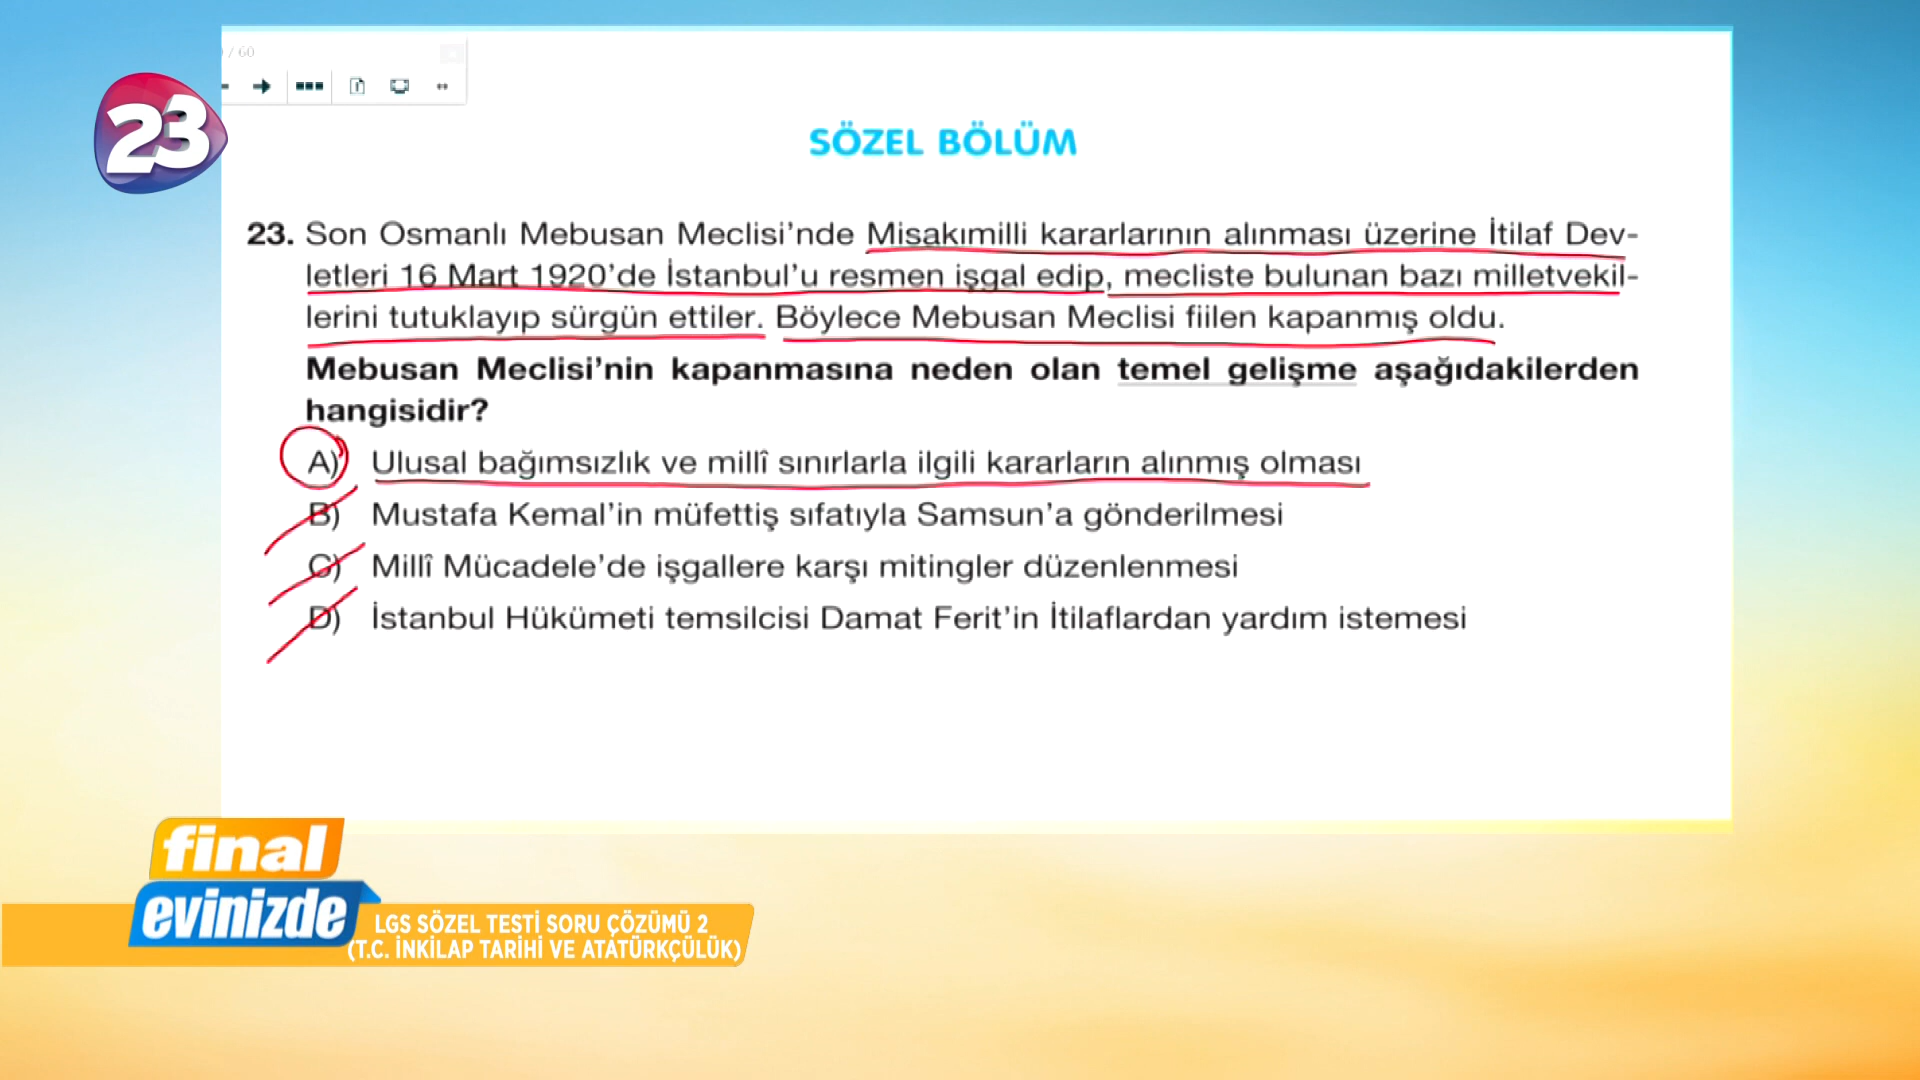 / 60
23
SÖZEL BÖLÜM
23. Son Osmanlı Mebusan Meclisi’nde Misakımilli kararlarının alınması üzerine İtilaf Dev-
letleri 16 Mart 1920’de İstanbul’u resmen işgal edip, mecliste bulunan bazı milletvekil-
lerini tutuklayıp sürgün ettiler. Böylece Mebusan Meclisi fiilen kapanmış oldu.
Mebusan Meclisi’nin kapanmasına neden olan temel gelişme aşağıdakilerden
hangisidir?
A) Ulusal bağımsızlık ve millî sınırlarla ilgili kararların alınmış olması
B) Mustafa Kemal’in müfettiş sıfatıyla Samsun’a gönderilmesi
C) Millî Mücadele’de işgallere karşı mitingler düzenlenmesi
D) İstanbul Hükümeti temsilcisi Damat Ferit’in İtilaflardan yardım istemesi
final
evinizde
LGS SÖZEL TESTİ SORU ÇÖZÜMÜ 2
(T.C. İNKİLAP TARİHİ VE ATATÜRKÇÜLÜK)